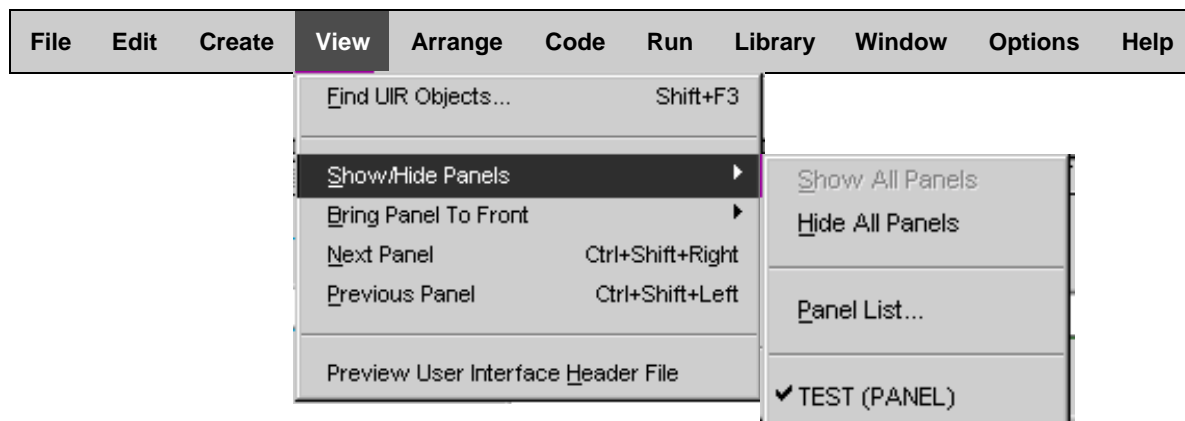 File Edit Create View Arrange Code Run Library Window Options Help
Find UIR Objects... Shift+F3
Show/Hide Panels
Bring Panel To Front
Next Panel Ctrl+Shift+Right
Previous Panel Ctrl+Shift+Left
Preview User Interface Header File
Show All Panels
Hide All Panels
Panel List...
TEST (PANEL)